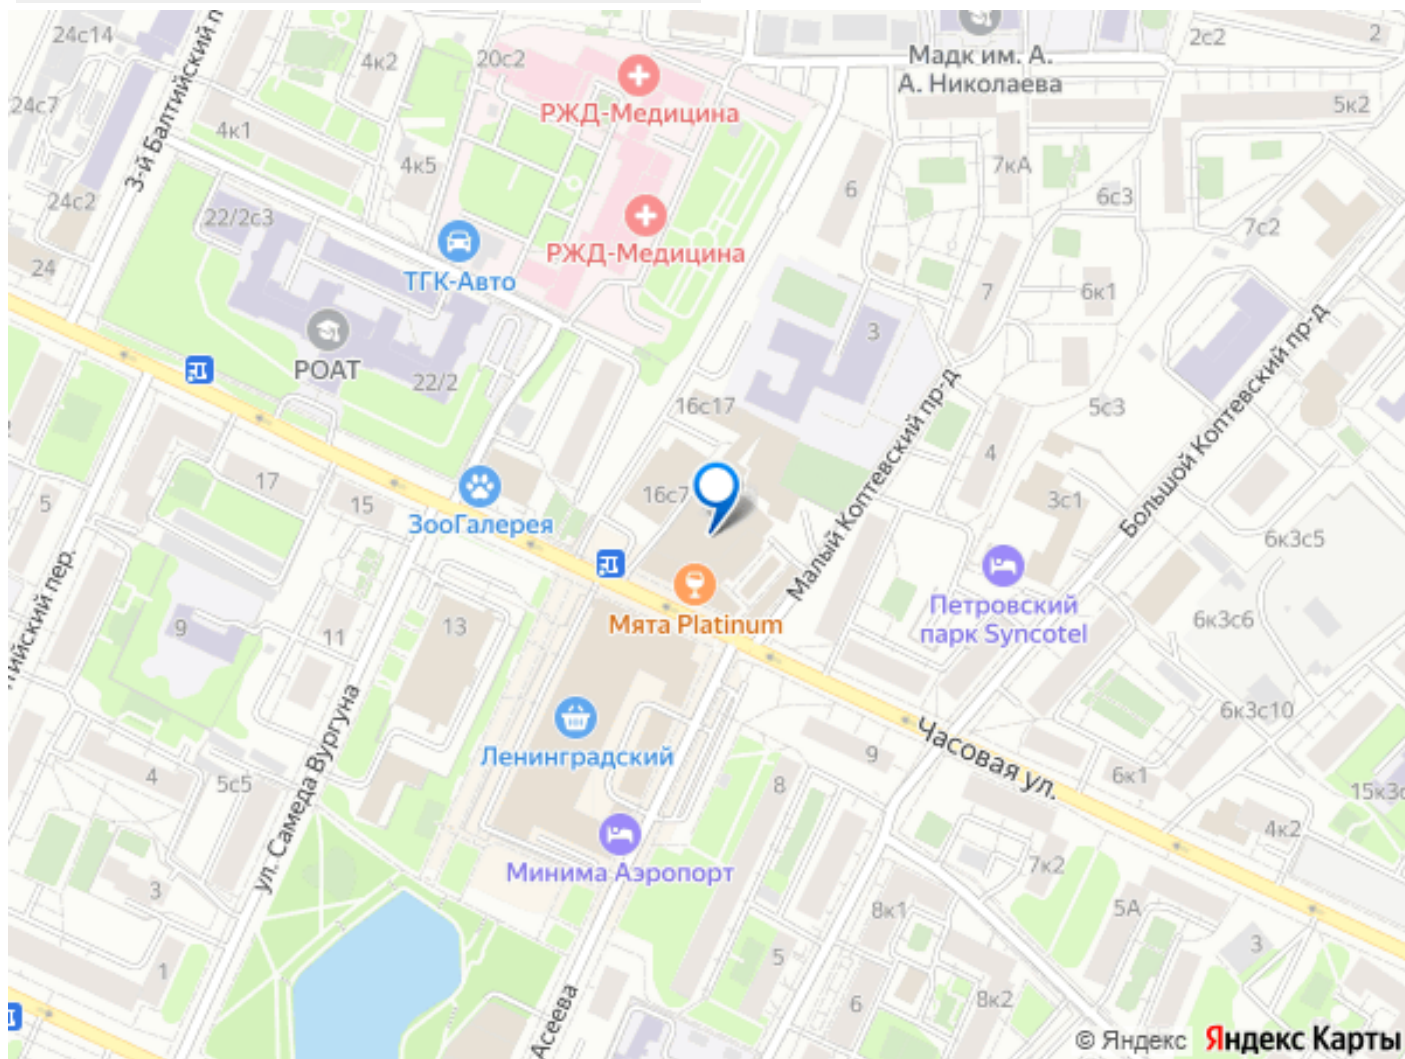 24с14
3-й Балтийский п
4к2
20с2
РЖД-Медицина
Мадк им. А.
А. Николаева
2с2
2
5к2
24с7
4к1
4к5
7кА
6
6с3
7с2
24с2
22/2с3
РЖД-Медицина
24
ТГК-Авто
7
6к1
3
РОАТ
22/2
16с17
5с3
Малый Коптевский пр-д
Большой Коптевский пр-д
4
5
17
15
16с7
3с1
ЗооГалерея
6к3с5
Петровский
парк Syncotel
Мята Platinum
6к3с6
тийский пер.
9
11
13
6к3с10
Ленинградский
Часовая ул.
9
6к1
15к3с
4
5с5
ул. Самеда Вургуна
8
4к2
Минима Аэропорт
7к2
3
8к1
5А
3
1
5
6
8к2
Асеева
© Яндекс Яндекс Карты